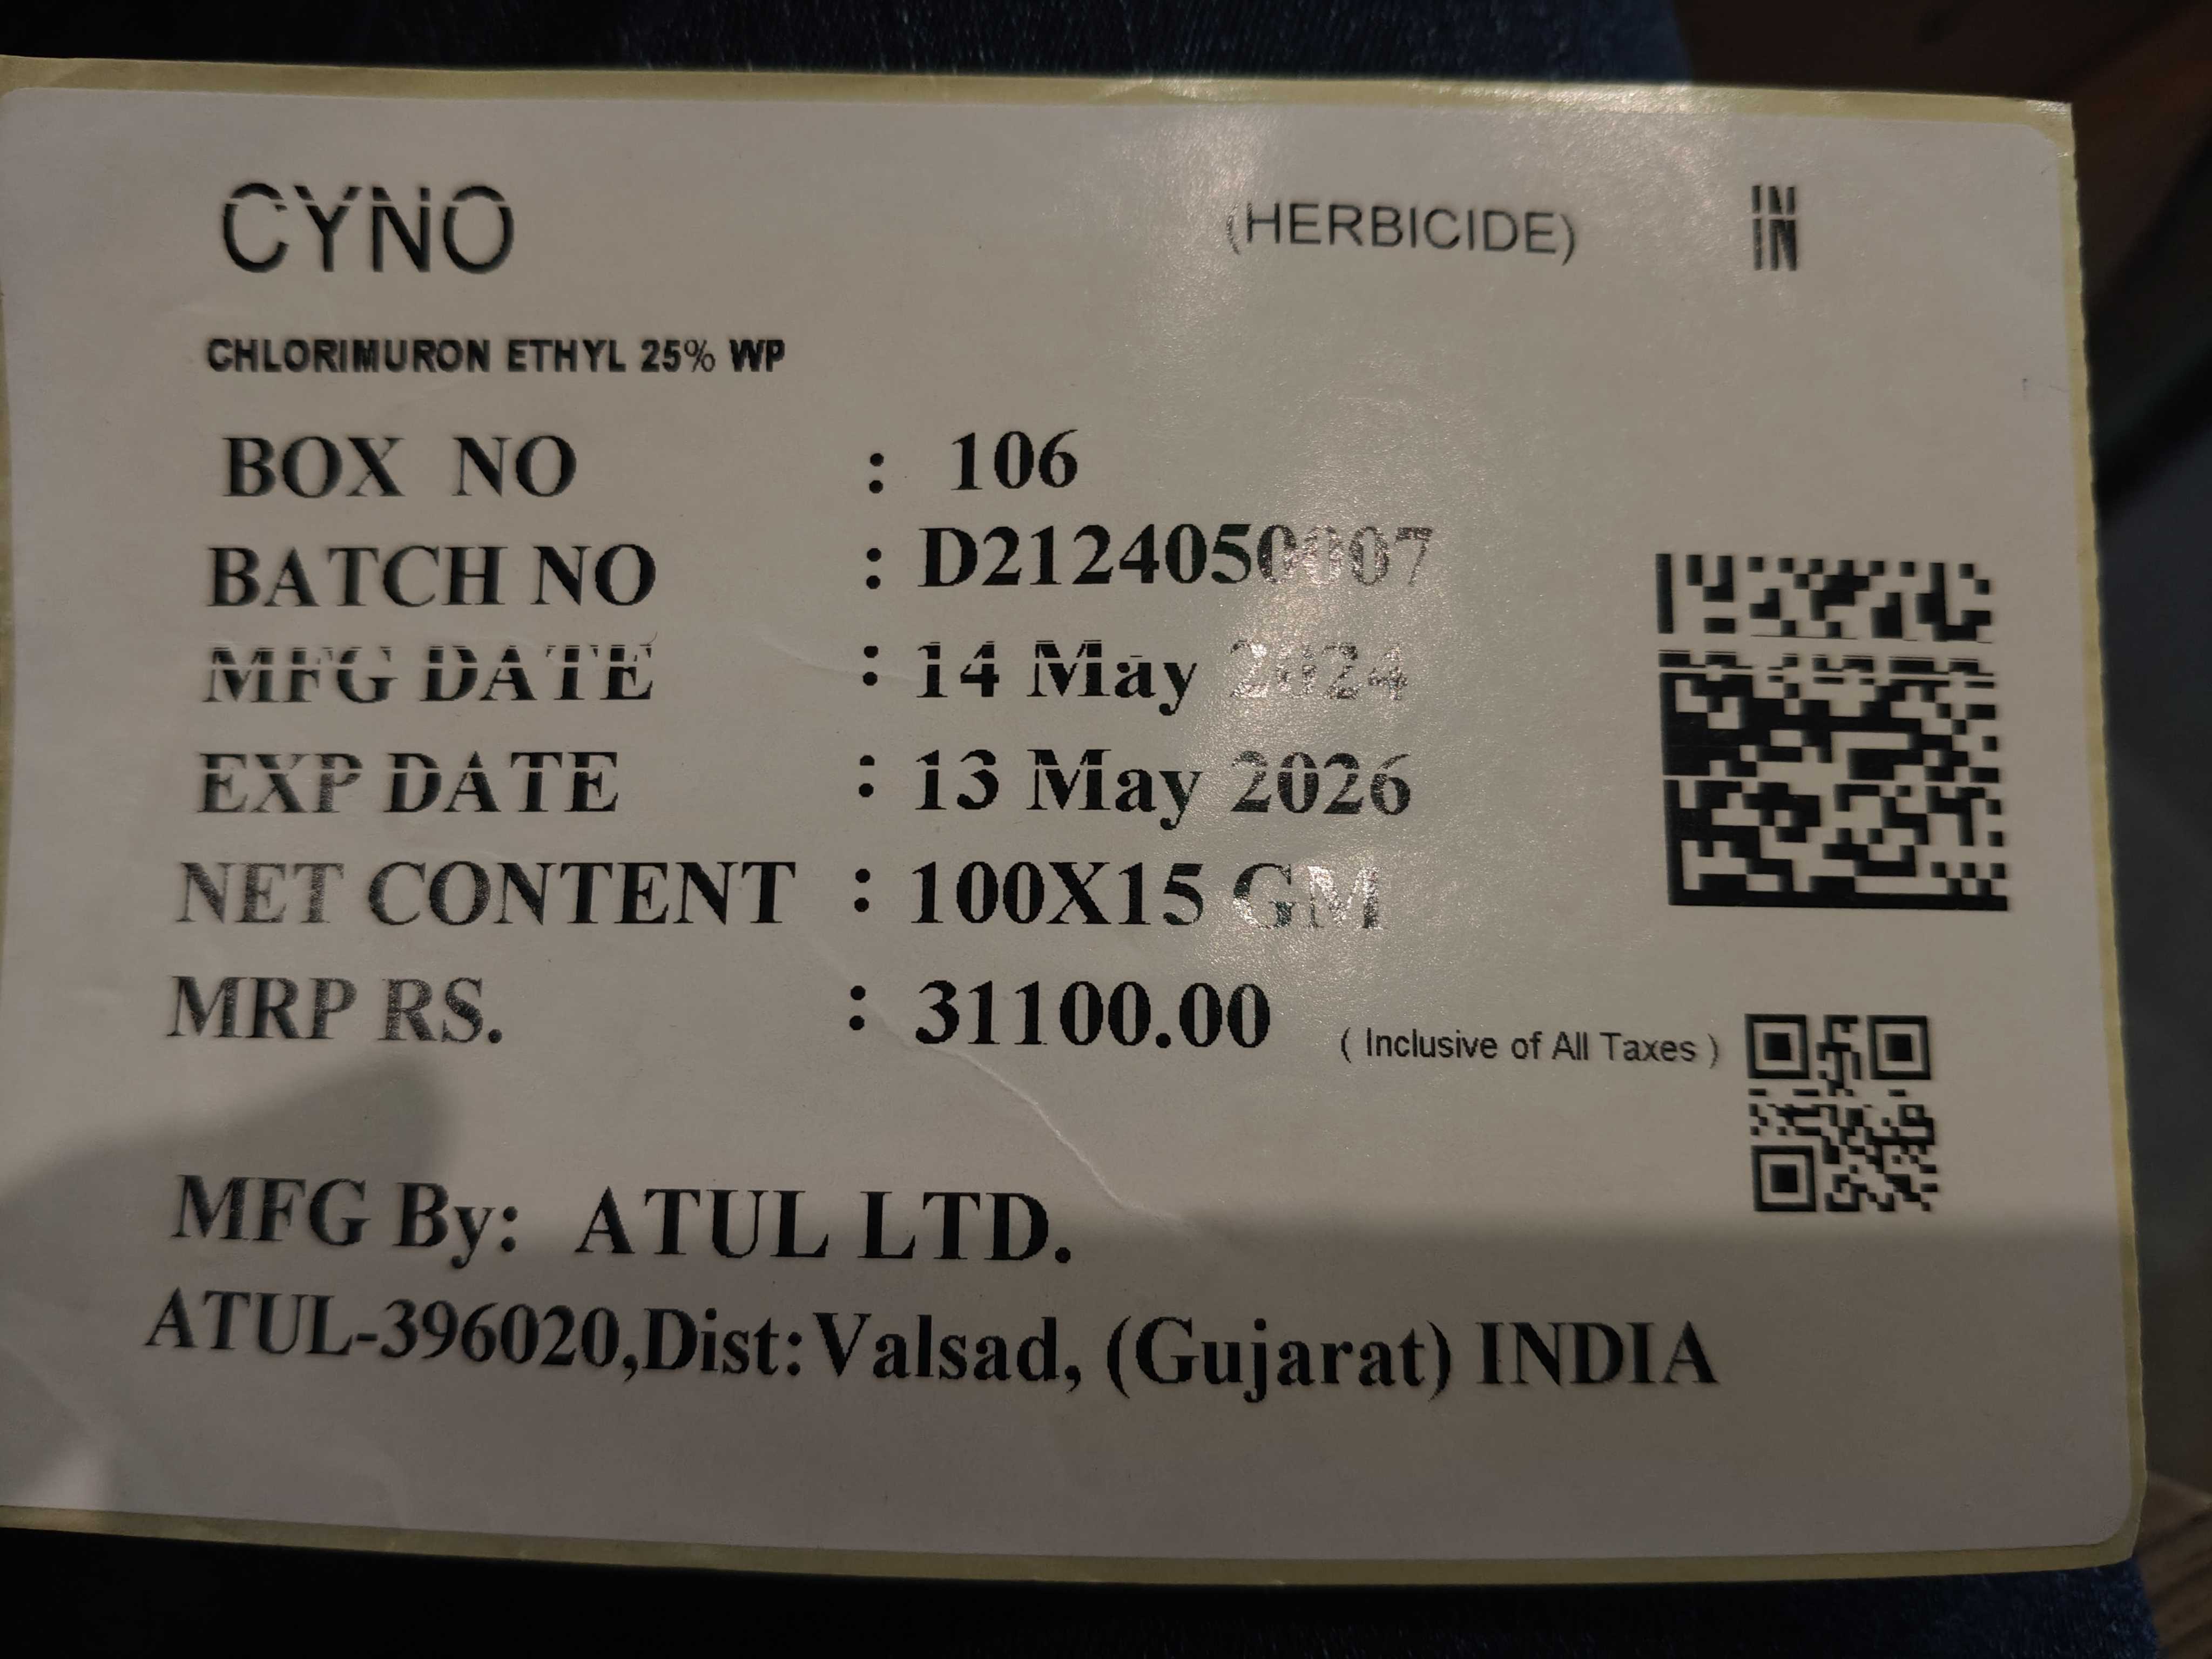 CYNO (HERBICIDE) IN
CHLORIMURON ETHYL 25% WP
BOX NO : 106
BATCH NO : D2124050007
MFG DATE : 14 May 2024
EXP DATE : 13 May 2026
NET CONTENT : 100X15 GM
MRP RS. : 31100.00 ( Inclusive of All Taxes )
MFG By: ATUL LTD.
ATUL-396020,Dist:Valsad, (Gujarat) INDIA